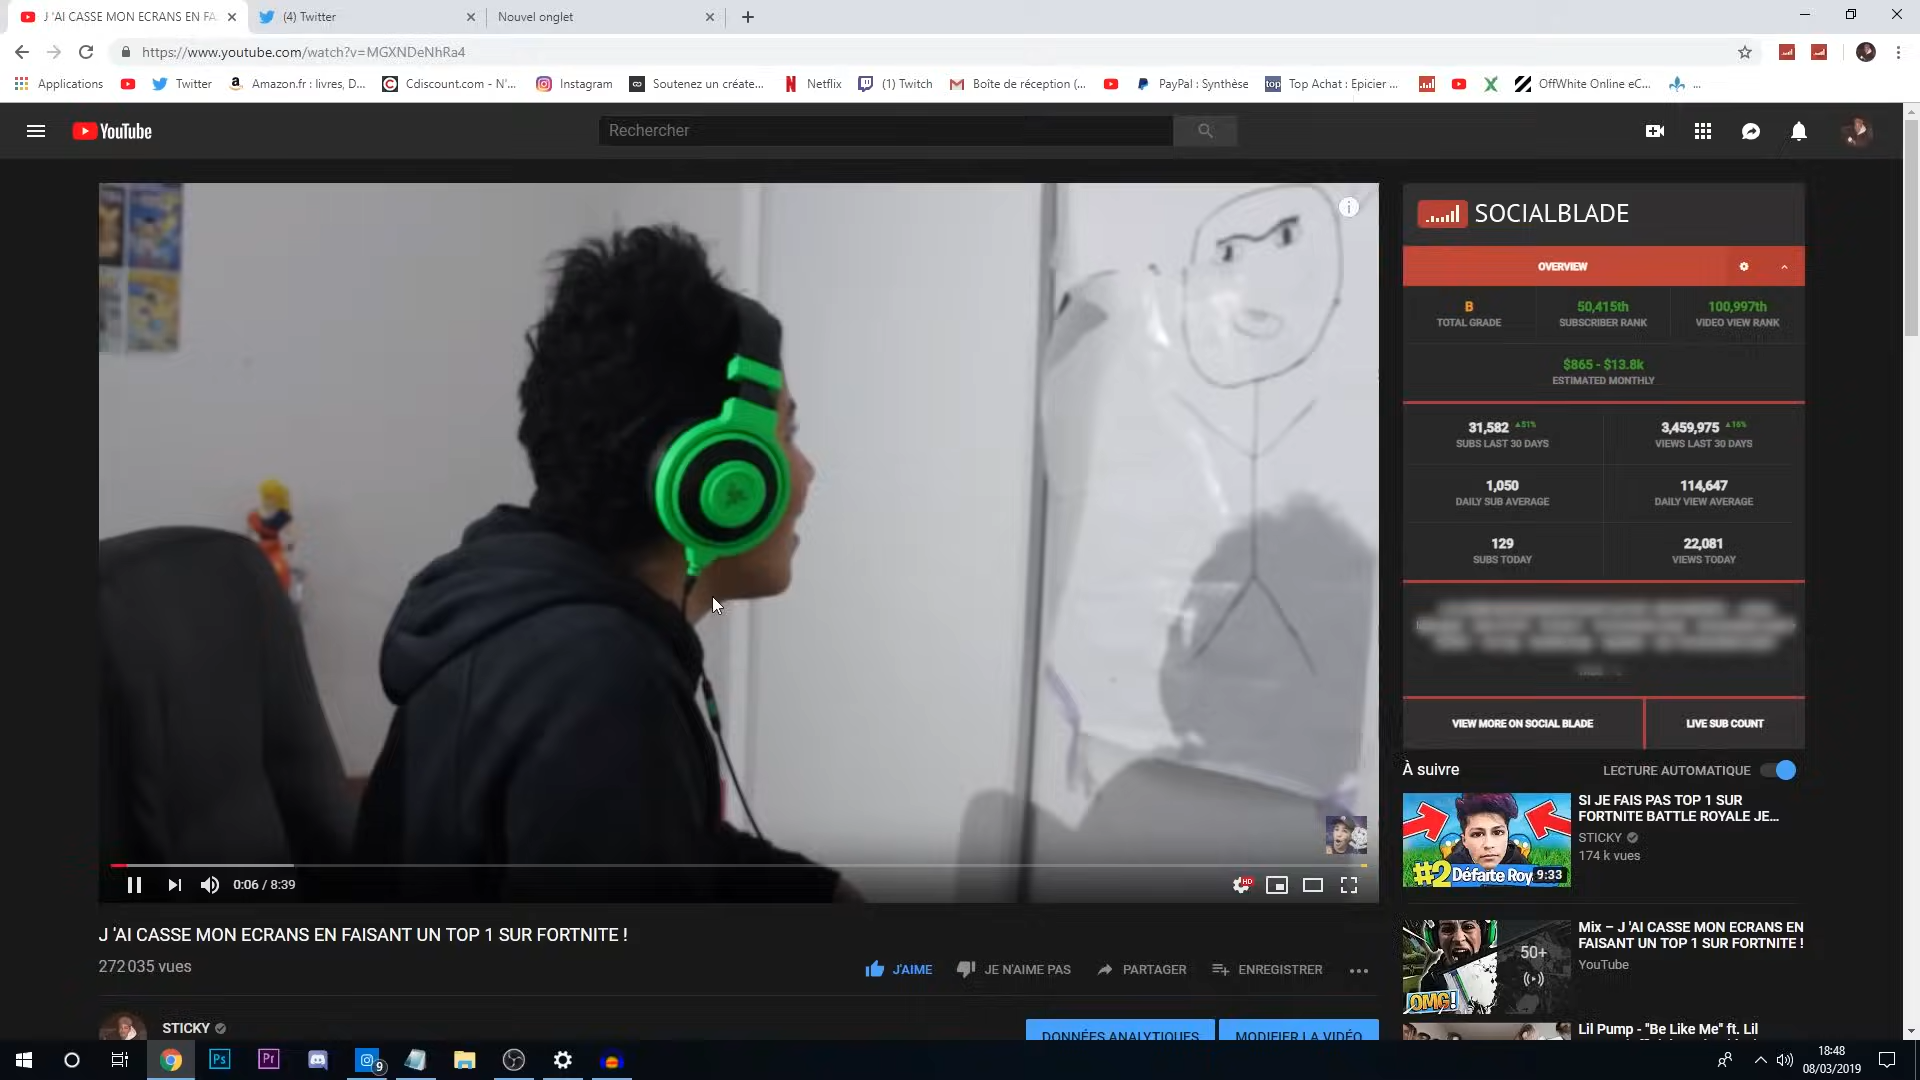 J 'AI CASSE MON ECRANS EN FA
(4) Twitter
Nouvel onglet
https://www.youtube.com/watch?v=MGXNDeNhRa4
Applications
Twitter
Amazon.fr : livres, D...
Cdiscount.com - N'...
Instagram
Soutenez un créate...
Netflix
(1) Twitch
Boîte de réception (...
PayPal : Synthèse
top
Top Achat : Epicier ...
OffWhite Online eC...
...
YouTube
Rechercher
SOCIALBLADE
OVERVIEW
B
TOTAL GRADE
50,415th
SUBSCRIBER RANK
100,997th
VIDEO VIEW RANK
$865 - $13.8k
ESTIMATED MONTHLY
31,582 ▲51%
SUBS LAST 30 DAYS
3,459,975 ▲16%
VIEWS LAST 30 DAYS
1,050
DAILY SUB AVERAGE
114,647
DAILY VIEW AVERAGE
129
SUBS TODAY
22,081
VIEWS TODAY
VIEW MORE ON SOCIAL BLADE
LIVE SUB COUNT
À suivre
LECTURE AUTOMATIQUE
SI JE FAIS PAS TOP 1 SUR
FORTNITE BATTLE ROYALE JE...
STICKY
174 k vues
#2 Défaite Roy
9:33
Mix – J 'AI CASSE MON ECRANS EN
FAISANT UN TOP 1 SUR FORTNITE !
YouTube
50+
OMG!
Lil Pump - "Be Like Me" ft. Lil
0:06 / 8:39
HD
J 'AI CASSE MON ECRANS EN FAISANT UN TOP 1 SUR FORTNITE !
272 035 vues
J'AIME
JE N'AIME PAS
PARTAGER
ENREGISTRER
STICKY
DONNÉES ANALYTIQUES
MODIFIER LA VIDÉO
Ps
Pr
9
18:48
08/03/2019